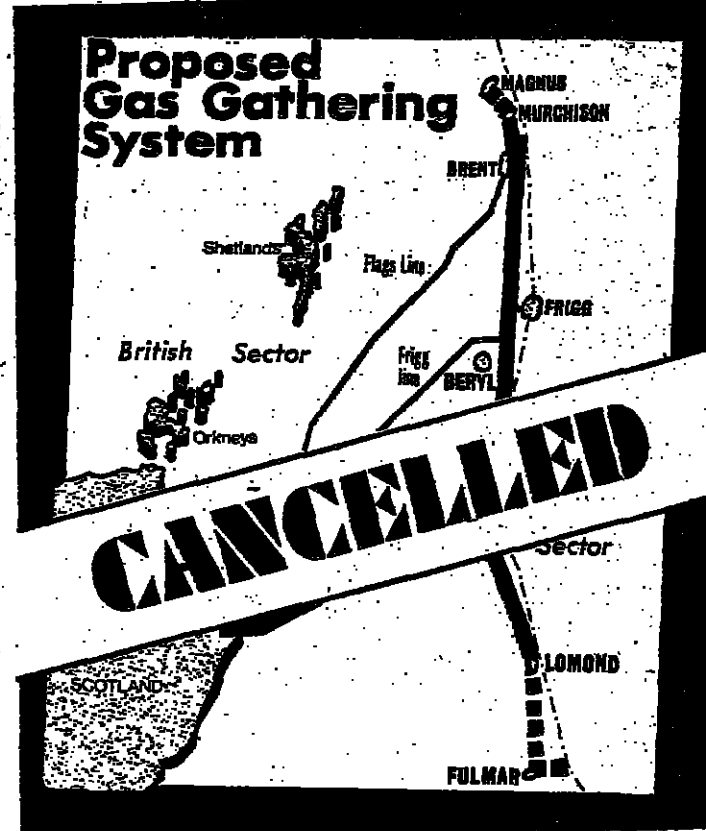 Proposed
Gas Gathering
System
MAGNUS
MURCHISON
BRENT
Shetlands
Flags Line
FRIGG
British Sector
Frigg
line
BERYL
Orkneys
CANCELLED
Sector
LOMOND
SCOTLAND
FULMAR